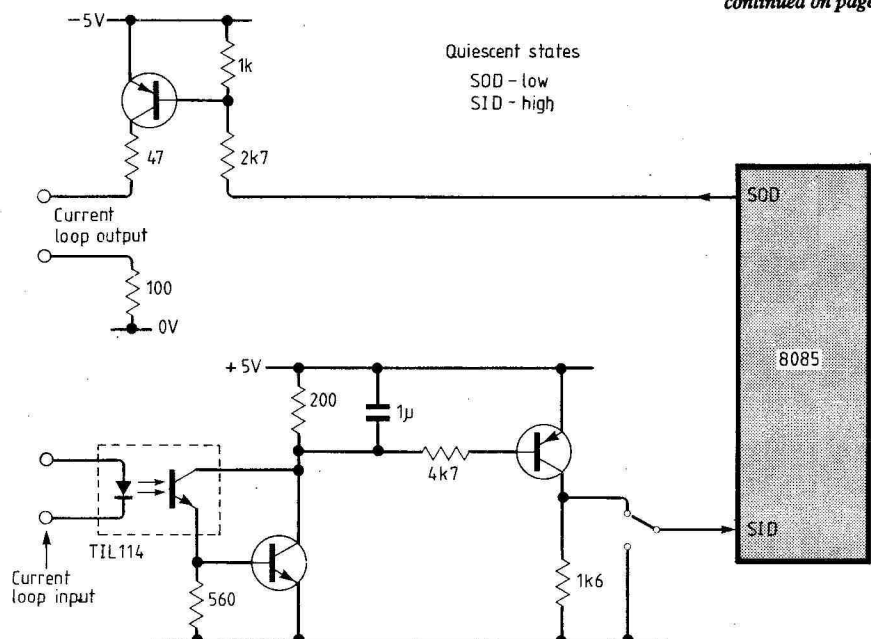 continued on page
–5V
1k
Quiescent states
SOD – low
SID – high
47
2k7
SOD
Current
loop output
100
0V
8085
+5V
200
1µ
4k7
SID
TIL114
Current
loop input
560
1k6